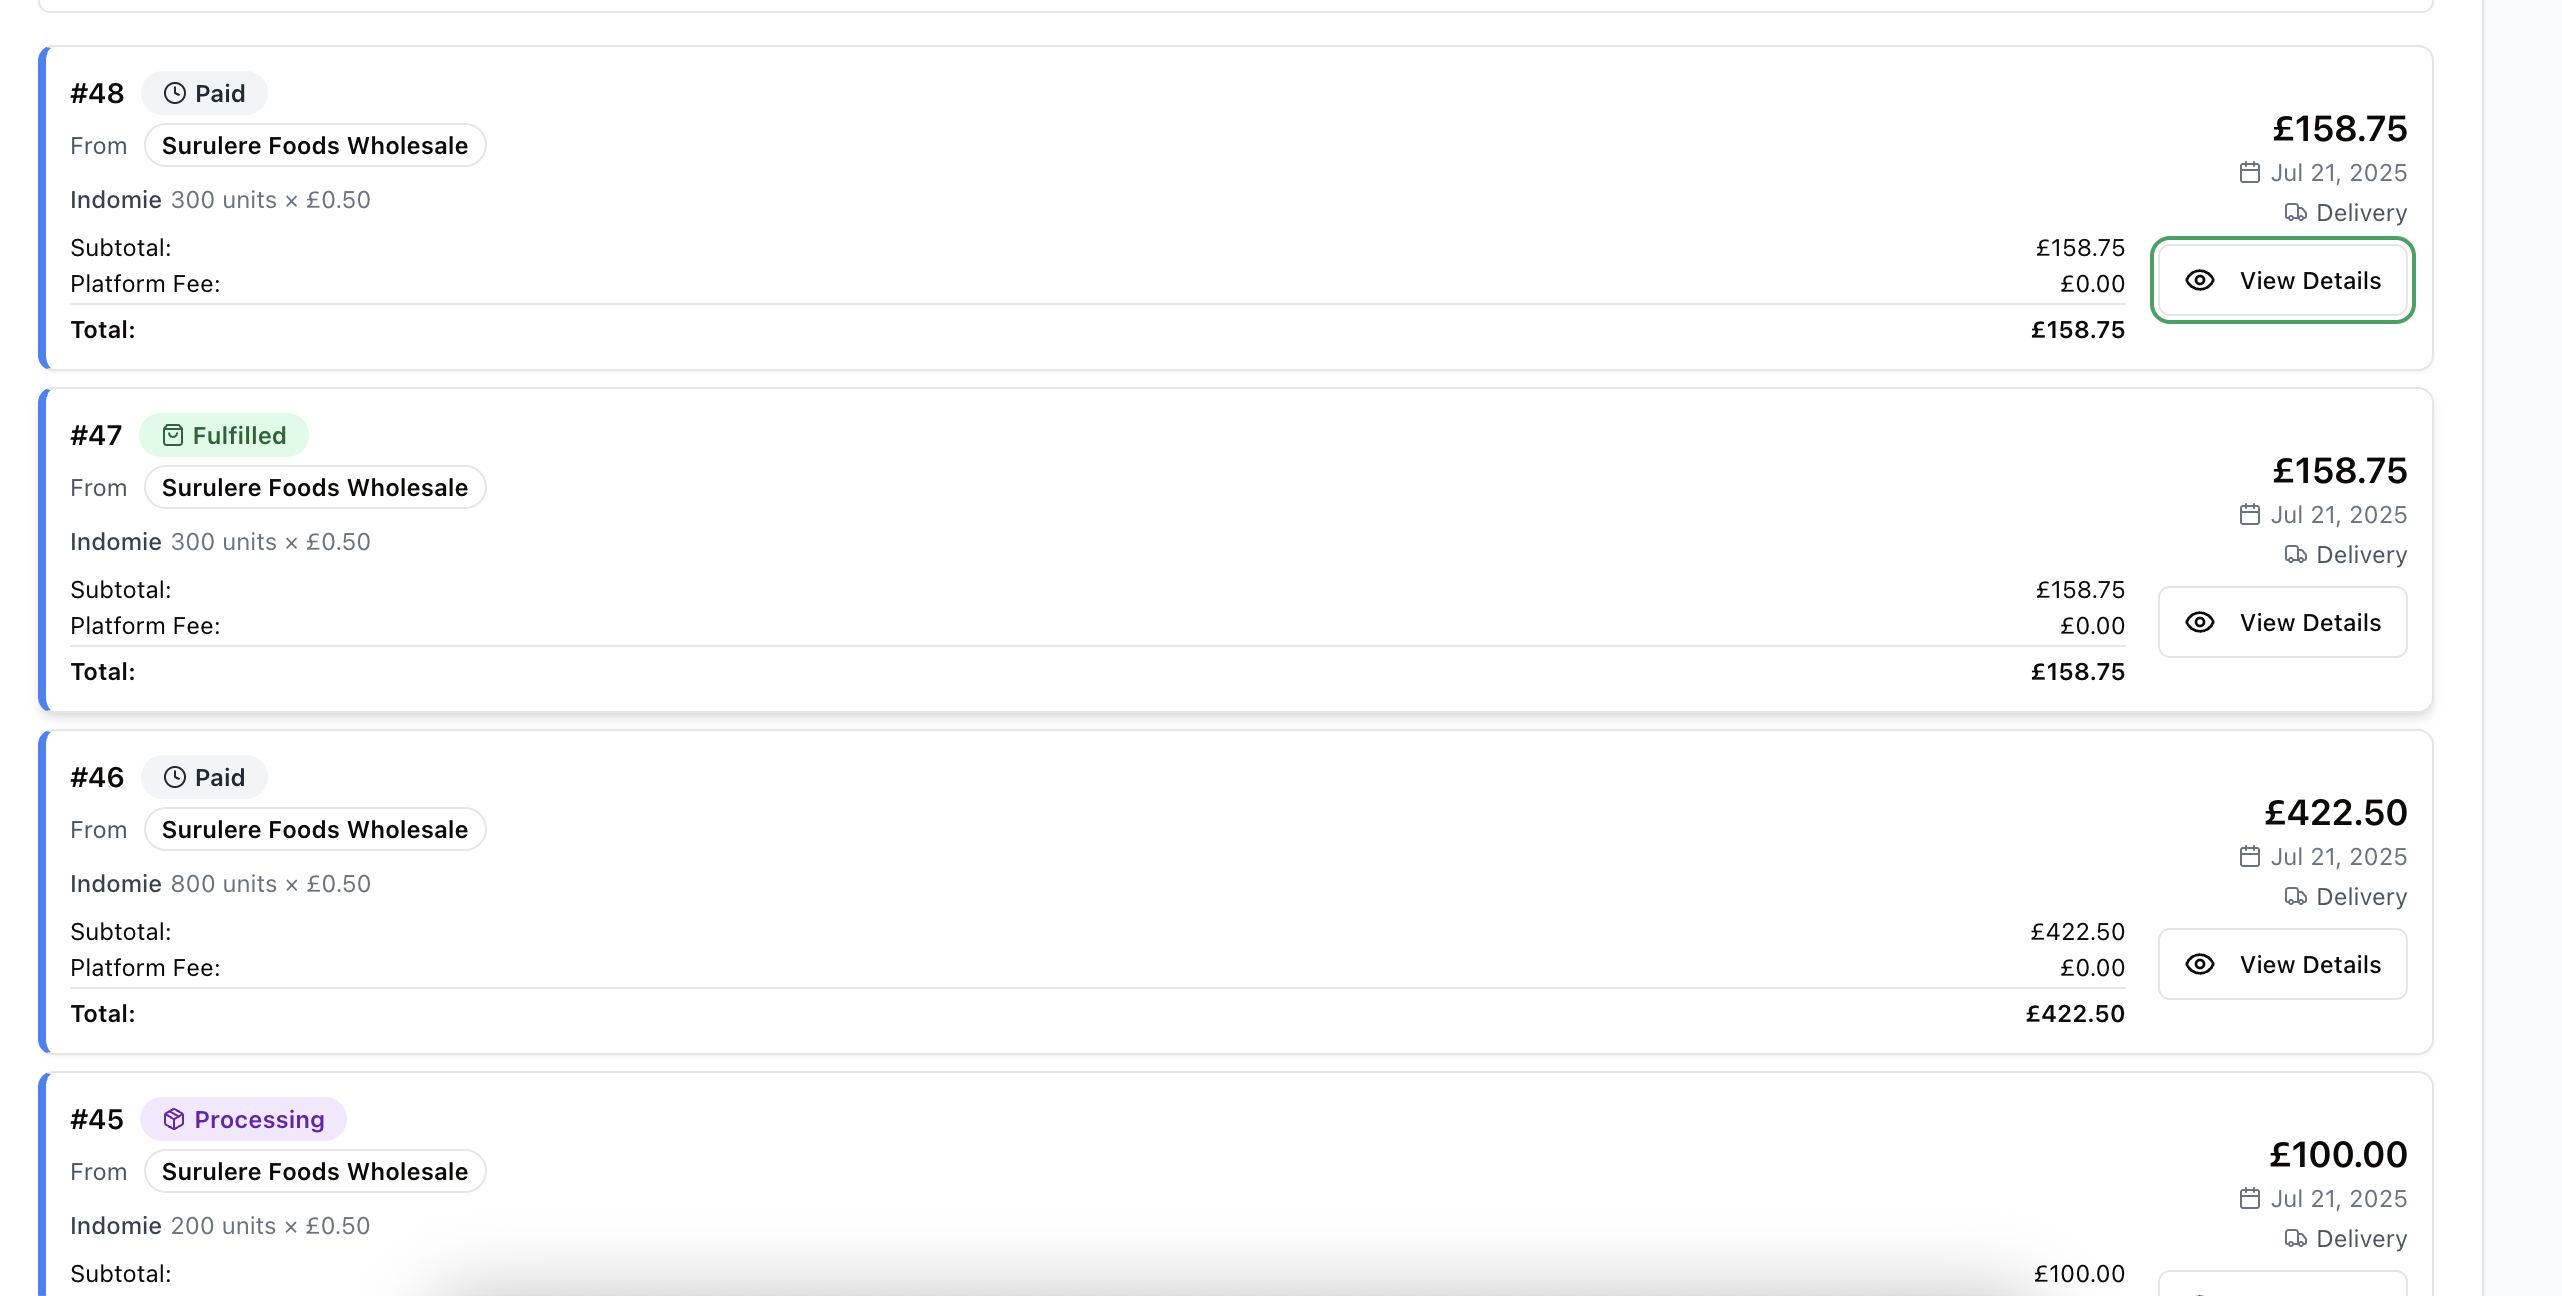 #48 Paid
From Surulere Foods Wholesale
Indomie 300 units × £0.50
Subtotal: £158.75
Platform Fee: £0.00
Total: £158.75
£158.75
Jul 21, 2025
Delivery
View Details
#47 Fulfilled
From Surulere Foods Wholesale
Indomie 300 units × £0.50
Subtotal: £158.75
Platform Fee: £0.00
Total: £158.75
£158.75
Jul 21, 2025
Delivery
View Details
#46 Paid
From Surulere Foods Wholesale
Indomie 800 units × £0.50
Subtotal: £422.50
Platform Fee: £0.00
Total: £422.50
£422.50
Jul 21, 2025
Delivery
View Details
#45 Processing
From Surulere Foods Wholesale
Indomie 200 units × £0.50
Subtotal: £100.00
£100.00
Jul 21, 2025
Delivery